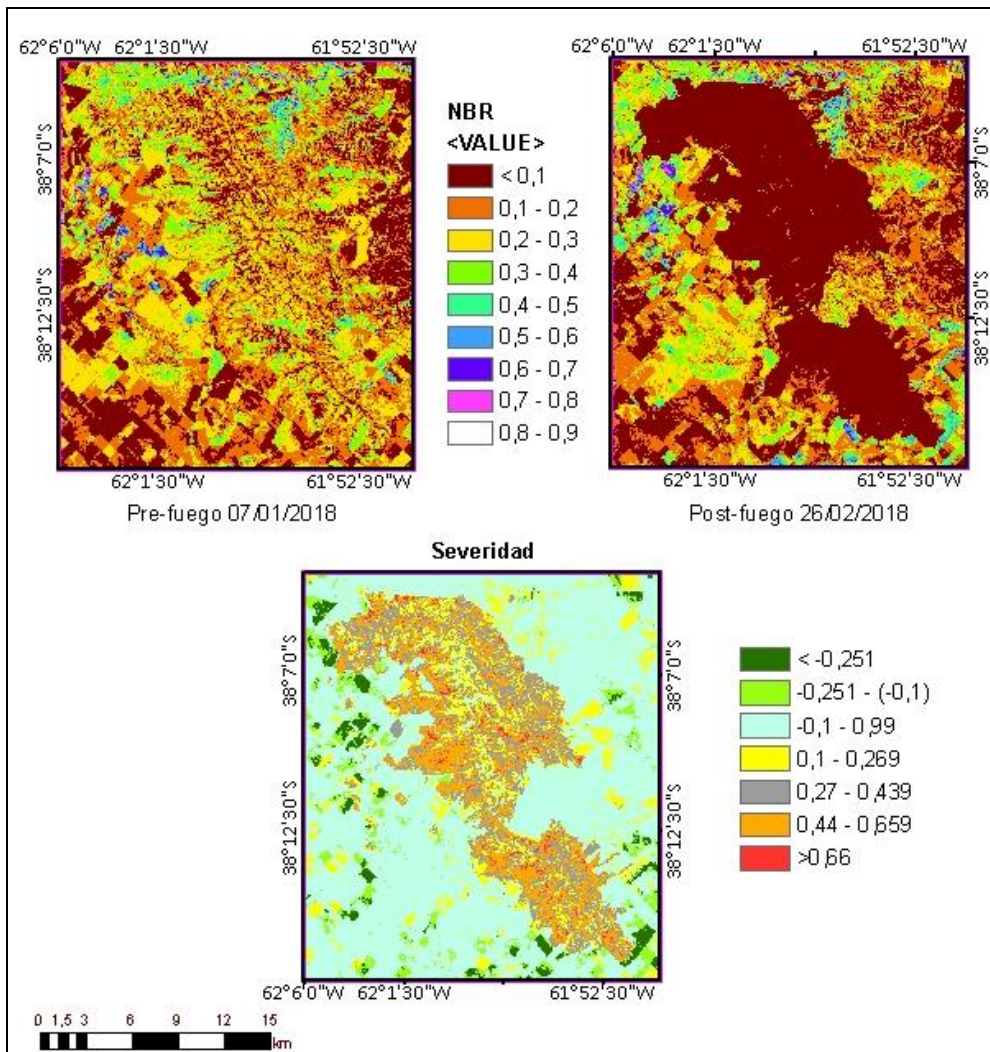 62°6'0"W 62°1'30"W 61°52'30"W
62°6'0"W 62°1'30"W 61°52'30"W
38°7'0"S
38°12'30"S
NBR
<VALUE>
< 0,1
0,1 - 0,2
0,2 - 0,3
0,3 - 0,4
0,4 - 0,5
0,5 - 0,6
0,6 - 0,7
0,7 - 0,8
0,8 - 0,9
38°7'0"S
38°12'30"S
62°1'30"W 61°52'30"W
62°1'30"W 61°52'30"W
Pre-fuego 07/01/2018
Post-fuego 26/02/2018
Severidad
38°7'0"S
38°12'30"S
38°7'0"S
38°12'30"S
< -0,251
-0,251 - (-0,1)
-0,1 - 0,99
0,1 - 0,269
0,27 - 0,439
0,44 - 0,659
>0,66
62°6'0"W 62°1'30"W 61°52'30"W
0 1,5 3 6 9 12 15
km